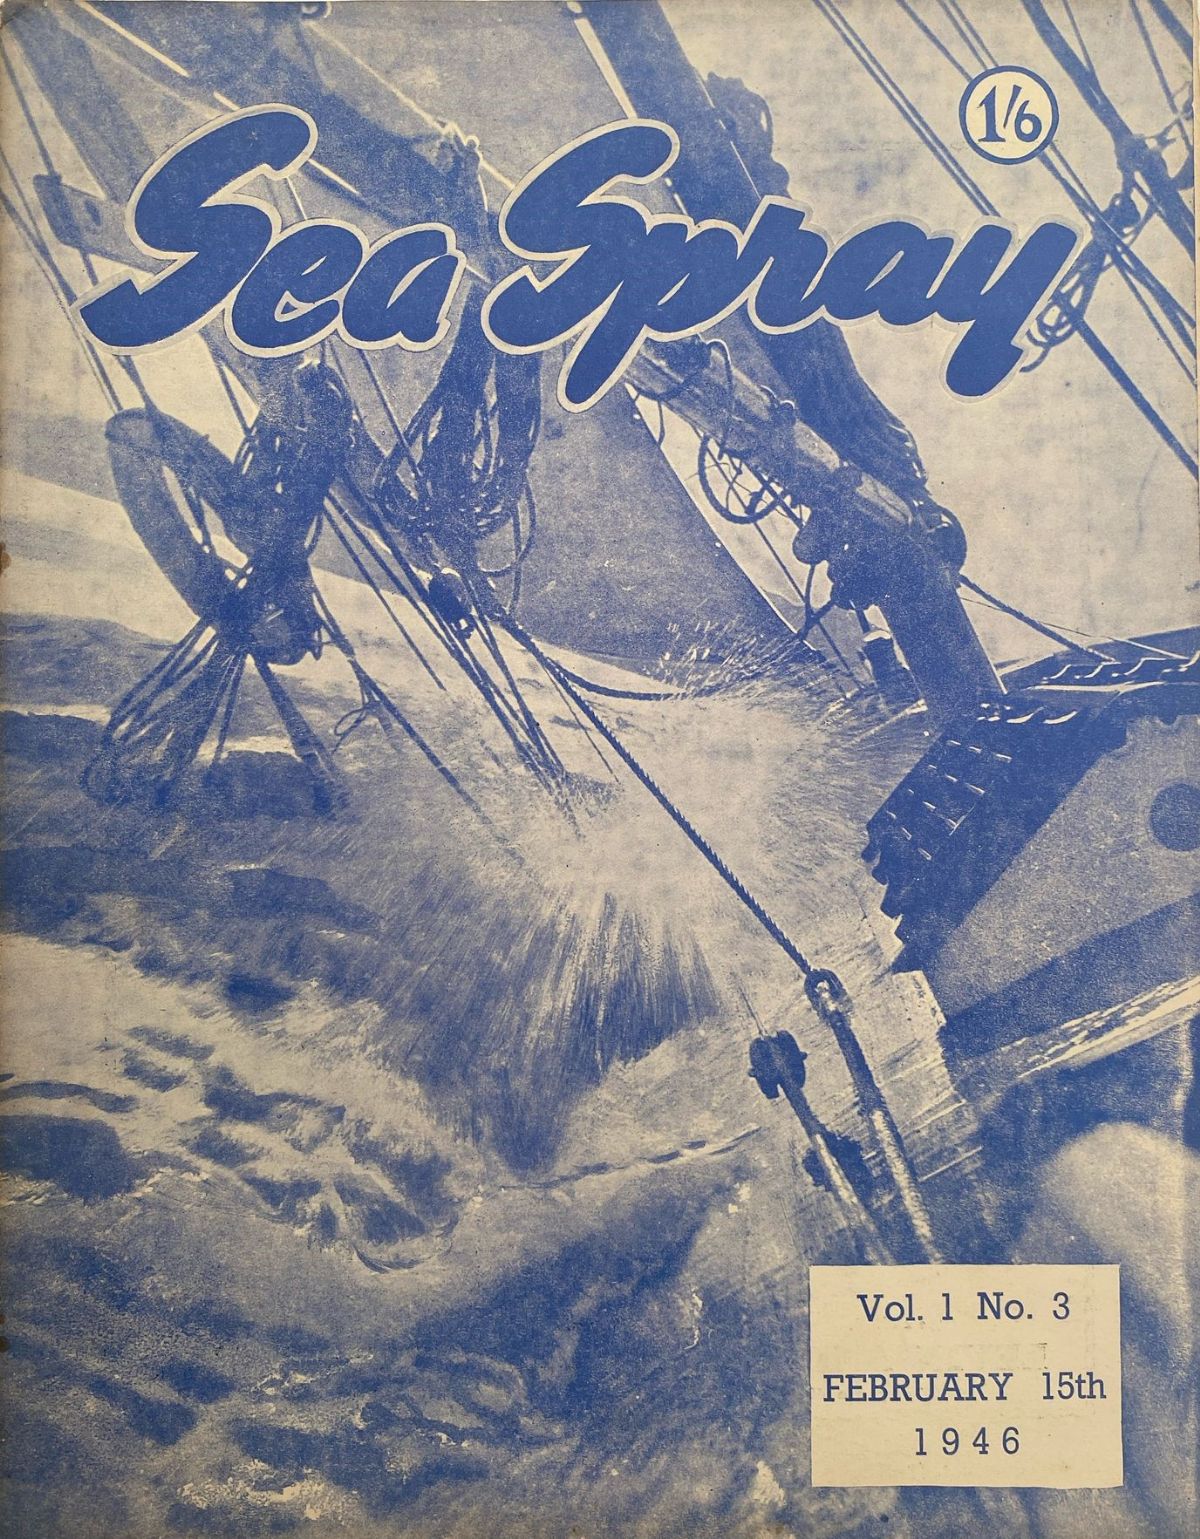 1/6
Sea Spray
Vol. 1 No. 3
FEBRUARY 15th
1946